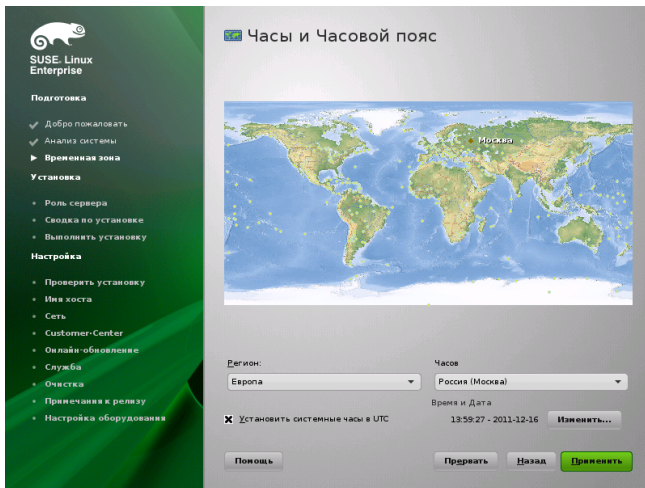 SUSE. Linux
Enterprise
Подготовка
Добро пожаловать
Анализ системы
Временная зона
Установка
Роль сервера
Сводка по установке
Выполнить установку
Настройка
Проверить установку
Имя хоста
Сеть
Customer-Center
Онлайн-обновление
Служба
Очистка
Примечания к релизу
Настройка оборудования
Часы и Часовой пояс
Москва
Регион:
Часов
Европа
Россия (Москва)
Время и Дата
Установить системные часы в UTC
13:59:27 - 2011-12-16
Изменить...
Помощь
Прервать
Назад
Применять